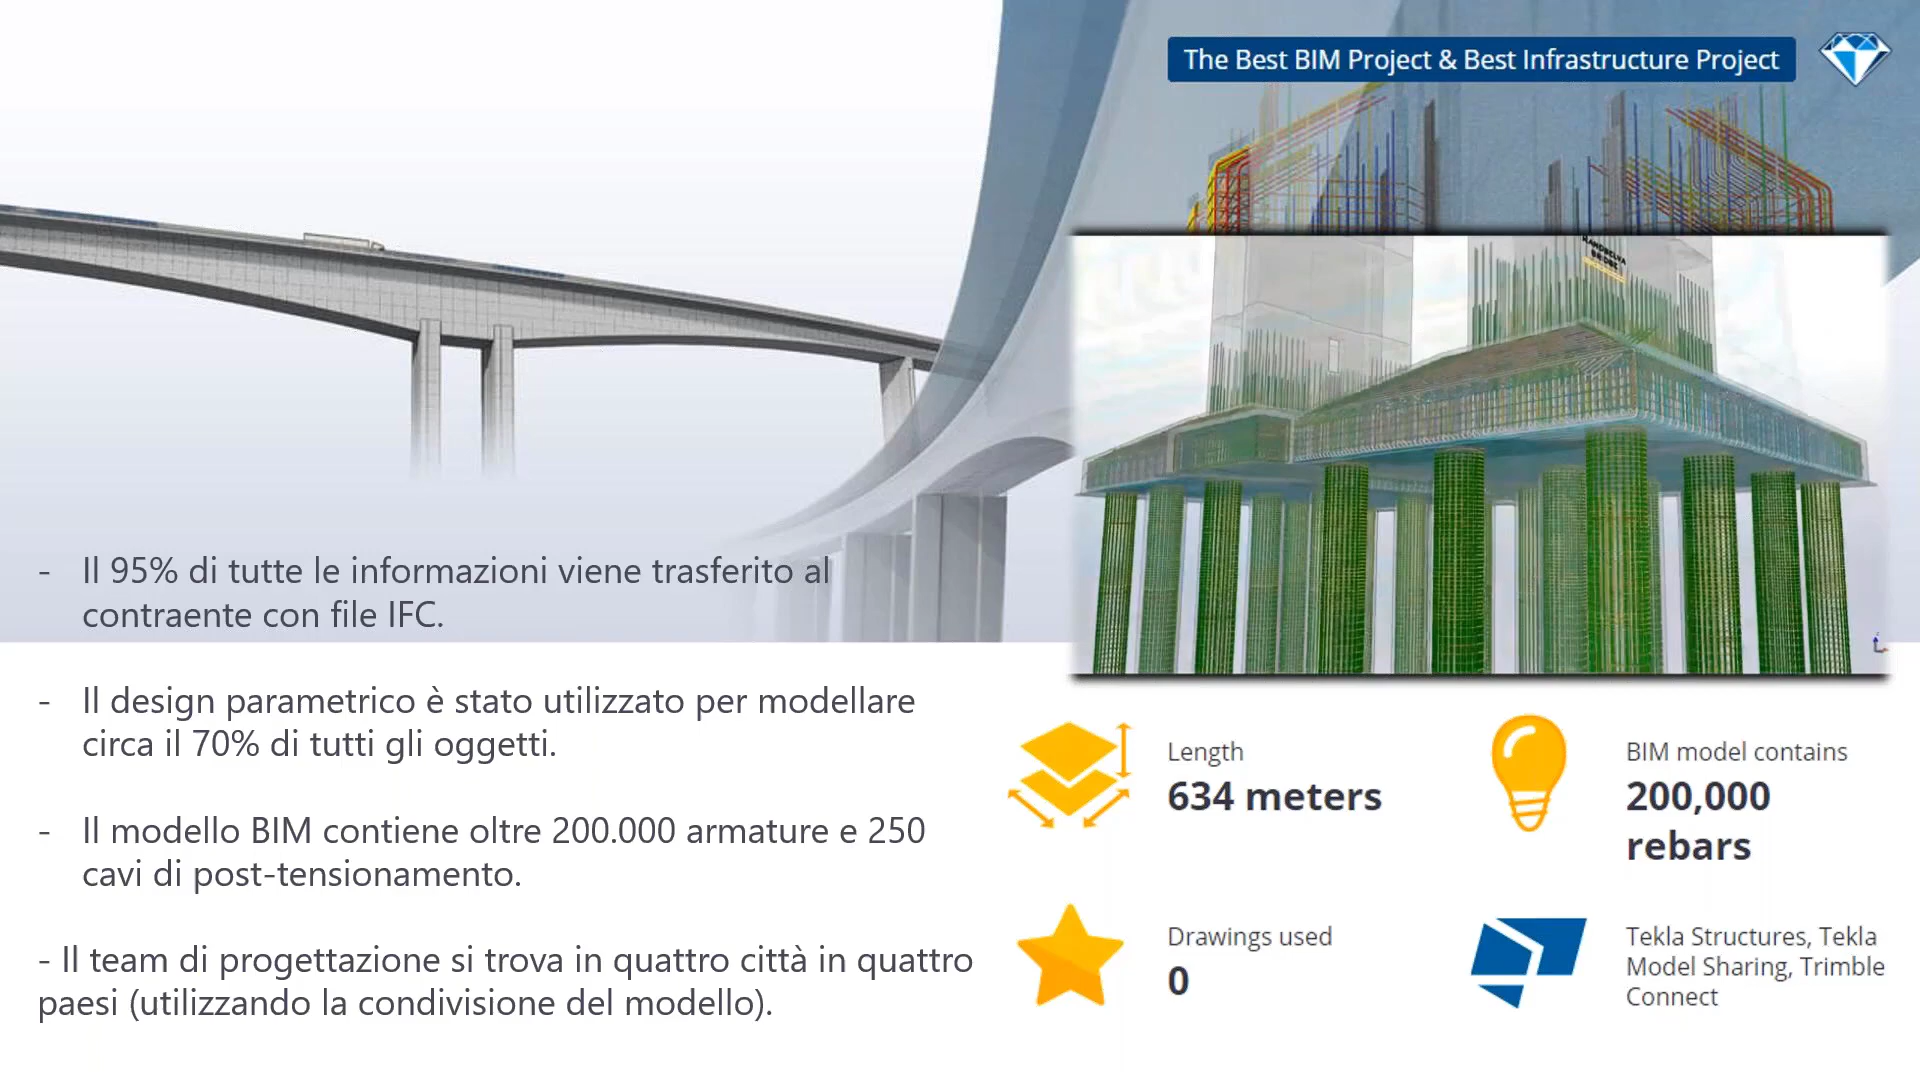 The Best BIM Project & Best Infrastructure Project
RANDSELVA
BRIDGE
- Il 95% di tutte le informazioni viene trasferito al
contraente con file IFC.
- Il design parametrico è stato utilizzato per modellare
circa il 70% di tutti gli oggetti.
- Il modello BIM contiene oltre 200.000 armature e 250
cavi di post-tensionamento.
- Il team di progettazione si trova in quattro città in quattro
paesi (utilizzando la condivisione del modello).
Length
634 meters
BIM model contains
200,000
rebars
Drawings used
0
Tekla Structures, Tekla
Model Sharing, Trimble
Connect